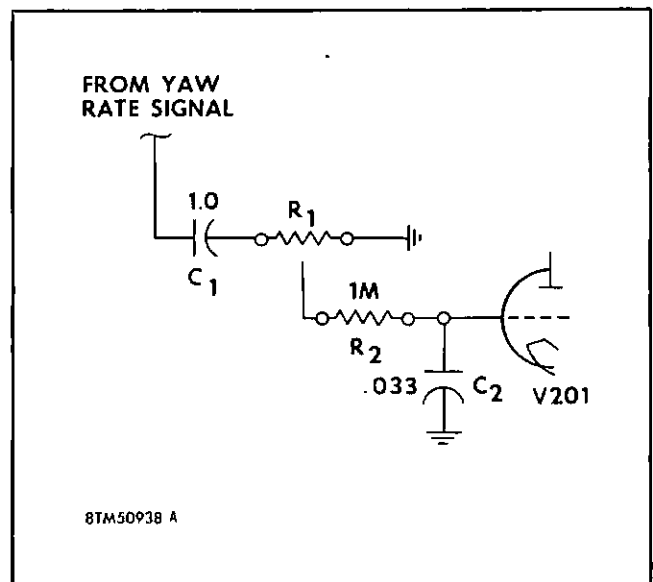 FROM YAW
RATE SIGNAL
1.0
R1
C1
1M
R2
.033
C2
V201
8TM50938 A